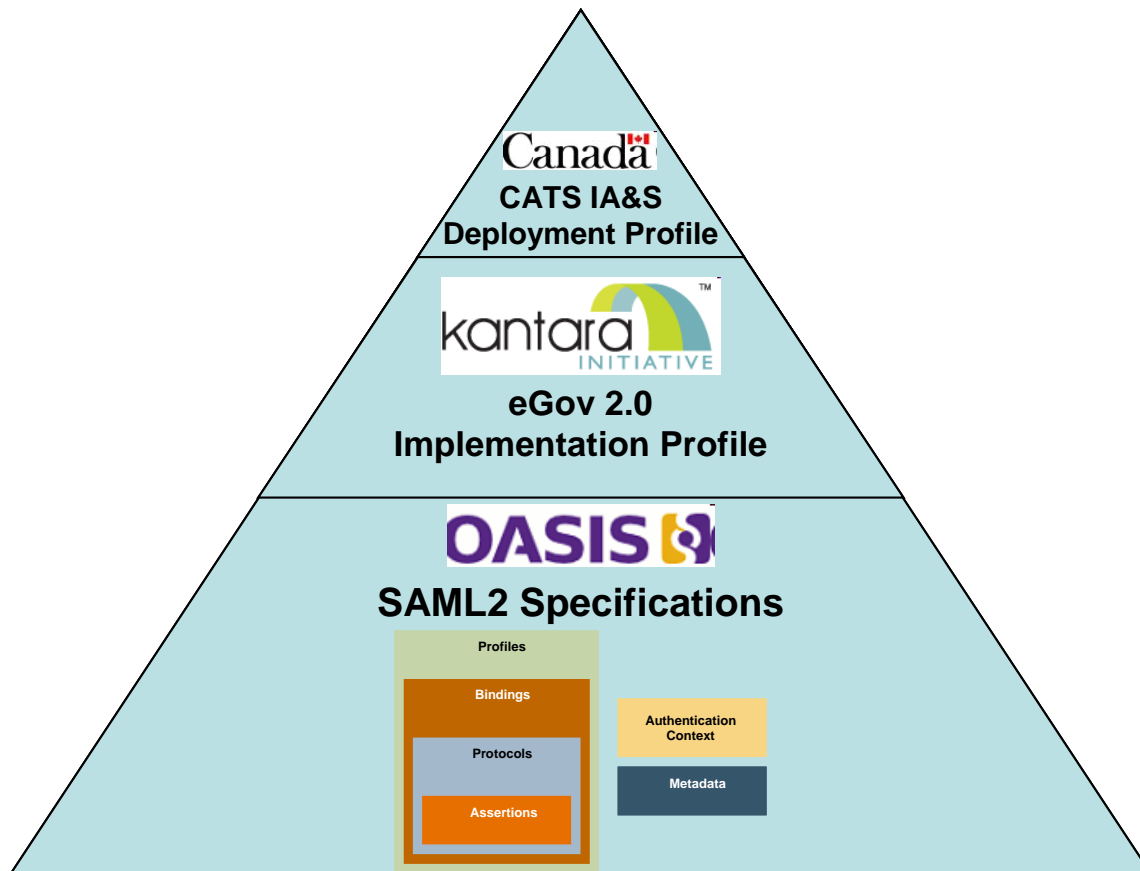 Canada
CATS IA&S
Deployment Profile
kantara
TM
INITIATIVE
eGov 2.0
Implementation Profile
OASIS
SAML2 Specifications
Profiles
Bindings
Protocols
Assertions
Authentication
Context
Metadata